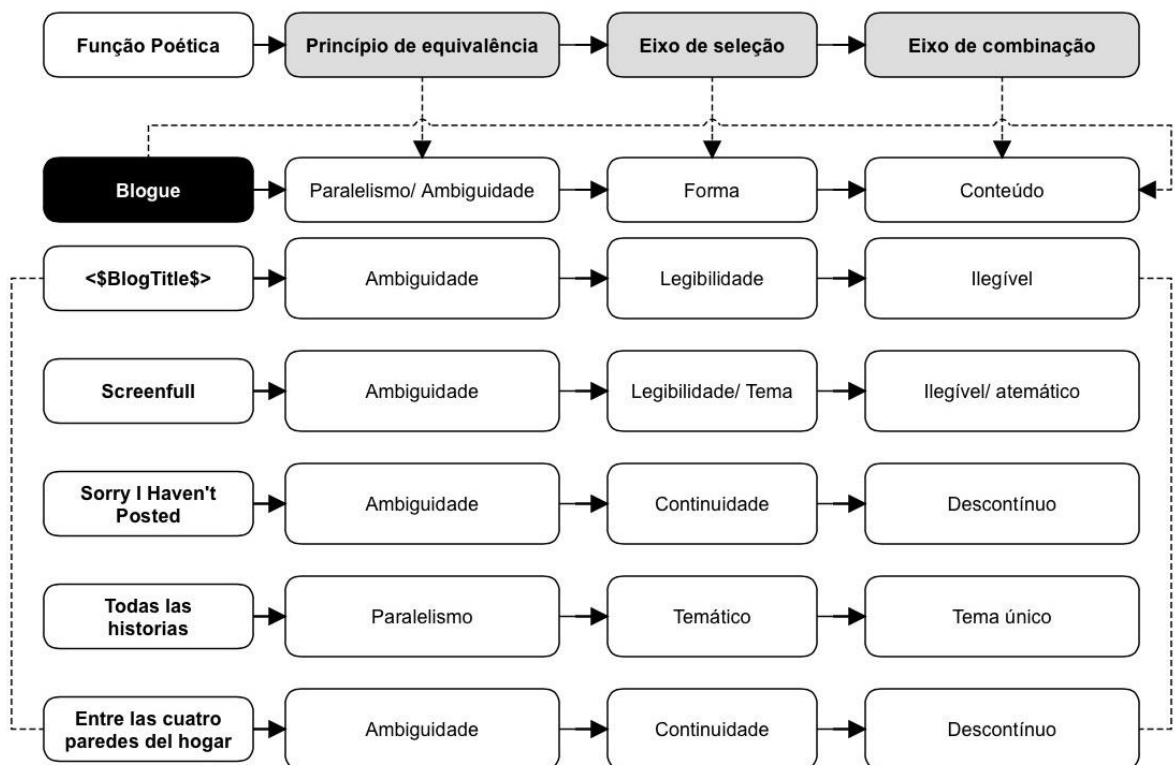 Função Poética
Princípio de equivalência
Eixo de seleção
Eixo de combinação
Blogue
Paralelismo/ Ambiguidade
Forma
Conteúdo
<$BlogTitle$>
Ambiguidade
Legibilidade
Ilegível
Screenfull
Ambiguidade
Legibilidade/ Tema
Ilegível/ atemático
Sorry I Haven't
Posted
Ambiguidade
Continuidade
Descontínuo
Todas las
historias
Paralelismo
Temático
Tema único
Entre las cuatro
paredes del hogar
Ambiguidade
Continuidade
Descontínuo